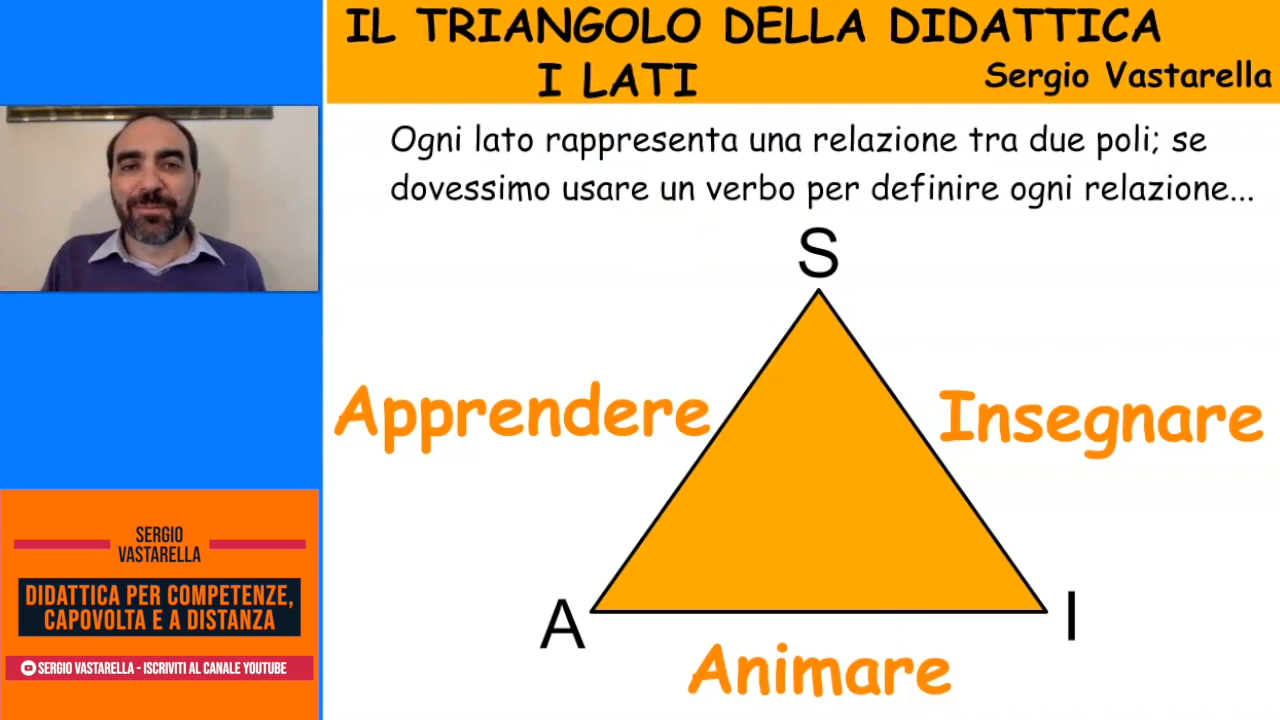 IL TRIANGOLO DELLA DIDATTICA
I LATI
Sergio Vastarella
Ogni lato rappresenta una relazione tra due poli; se
dovessimo usare un verbo per definire ogni relazione...
S
Apprendere
Insegnare
A
I
Animare
SERGIO
VASTARELLA
DIDATTICA PER COMPETENZE,
CAPOVOLTA E A DISTANZA
SERGIO VASTARELLA - ISCRIVITI AL CANALE YOUTUBE